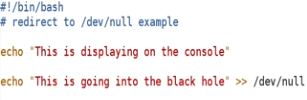 #!/bin/bash
# redirect to /dev/null example
echo "This is displaying on the console"
echo "This is going into the black hole" >> /dev/null